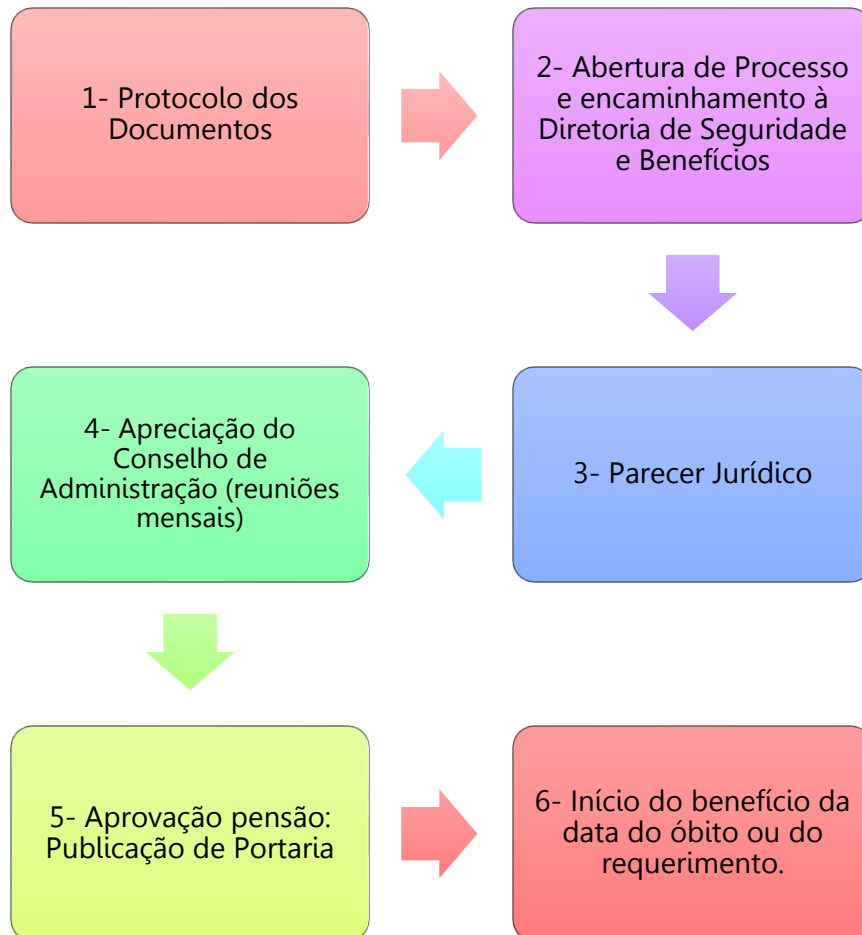 1- Protocolo dos
Documentos
2- Abertura de Processo
e encaminhamento à
Diretoria de Seguridade
e Benefícios
3- Parecer Jurídico
4- Apreciação do
Conselho de
Administração (reuniões
mensais)
5- Aprovação pensão:
Publicação de Portaria
6- Início do benefício da
data do óbito ou do
requerimento.